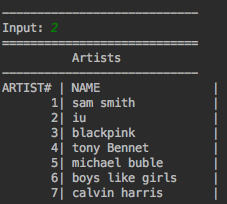 ----------------------------
Input: 2
============================
Artists
----------------------------
ARTIST# | NAME |
1| sam smith |
2| iu |
3| blackpink |
4| tony Bennet |
5| michael buble |
6| boys like girls |
7| calvin harris |